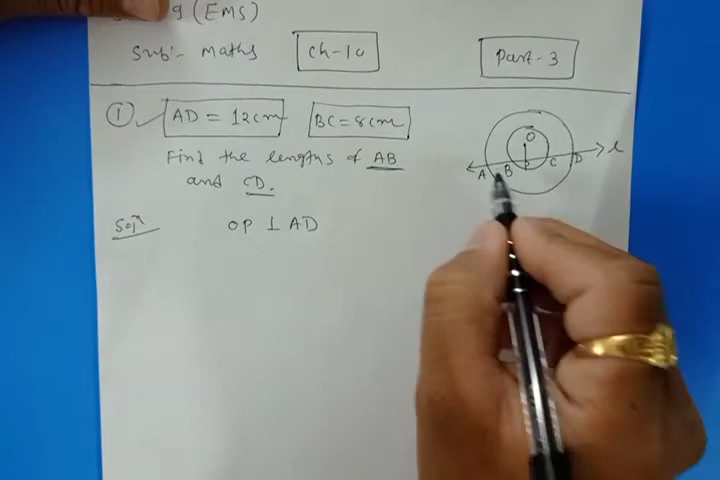 9 (EMS)
Sub:- Maths Ch-10 Part-3
① AD = 12cm BC = 8cm
Find the lengths of AB
and CD.
Soln OP ⊥ AD
O
A B P C D l